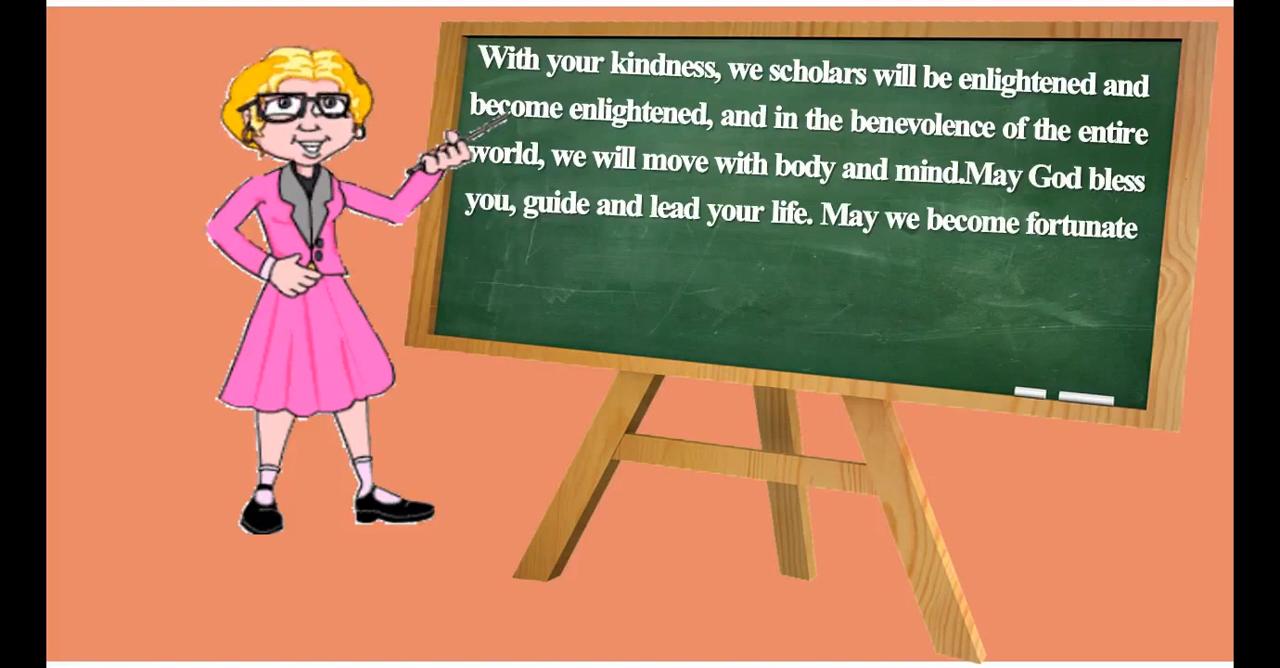 With your kindness, we scholars will be enlightened and
become enlightened, and in the benevolence of the entire
world, we will move with body and mind.May God bless
you, guide and lead your life. May we become fortunate